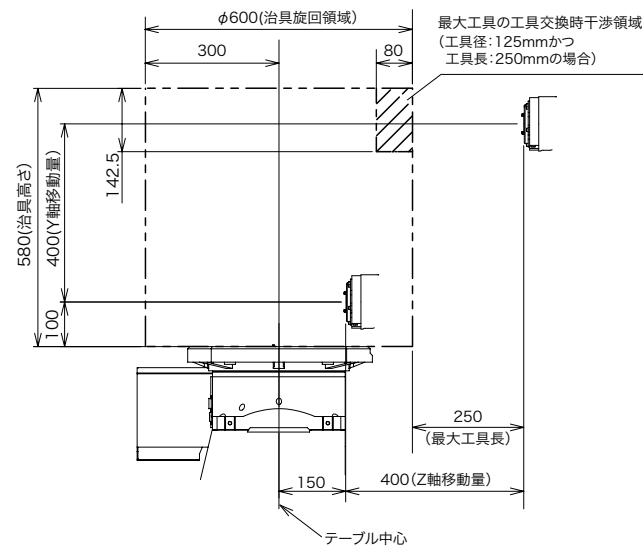 φ600(治具旋回領域)
最大工具の工具交換時干渉領域
(工具径:125mmかつ
工具長:250mmの場合)
300
80
580(治具高さ)
400(Y軸移動量)
142.5
100
250
(最大工具長)
150
400(Z軸移動量)
テーブル中心